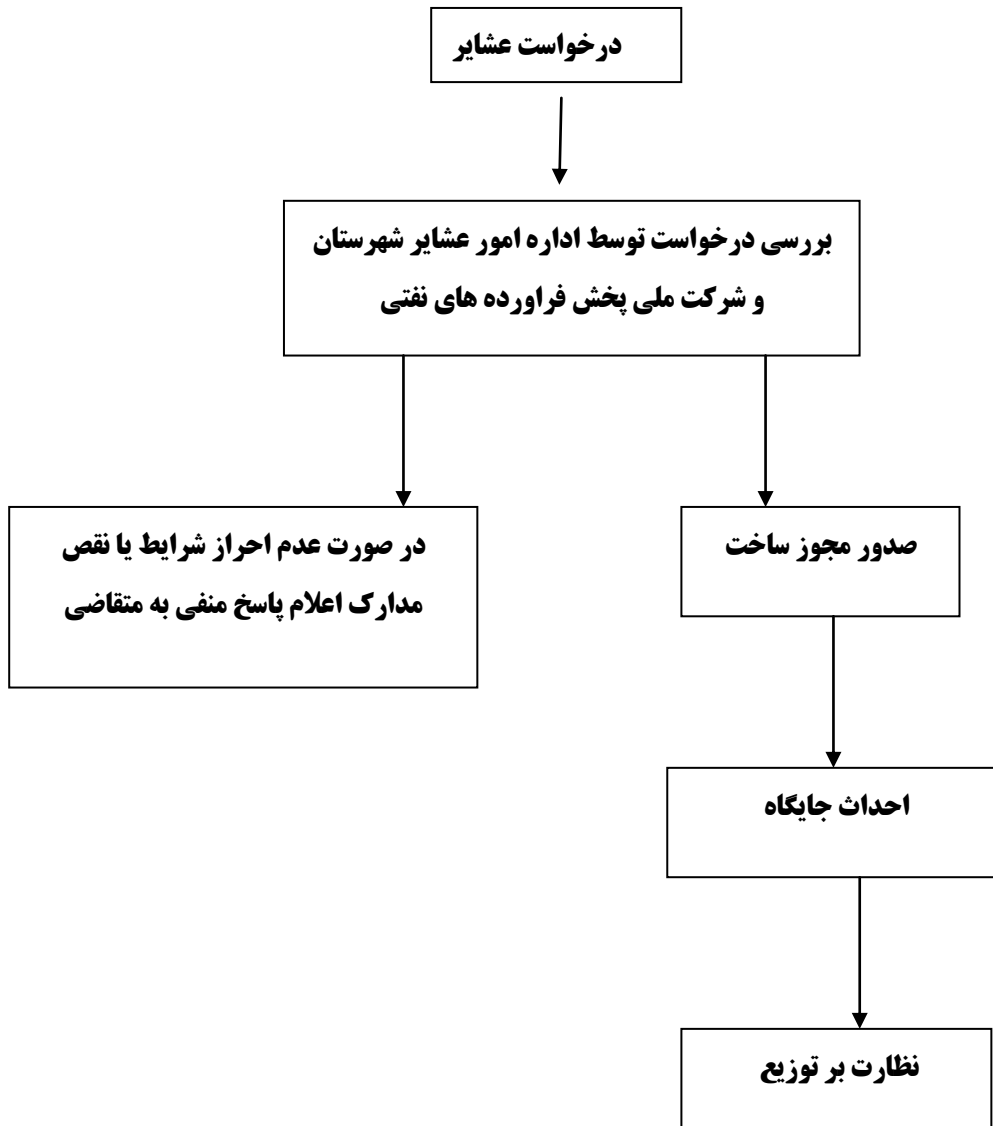 درخواست عشایر
بررسی درخواست توسط اداره امور عشایر شهرستان
و شرکت ملی پخش فراورده های نفتی
صدور مجوز ساخت
در صورت عدم احراز شرایط یا نقص
مدارک اعلام پاسخ منفی به متقاضی
احداث جایگاه
نظارت بر توزیع